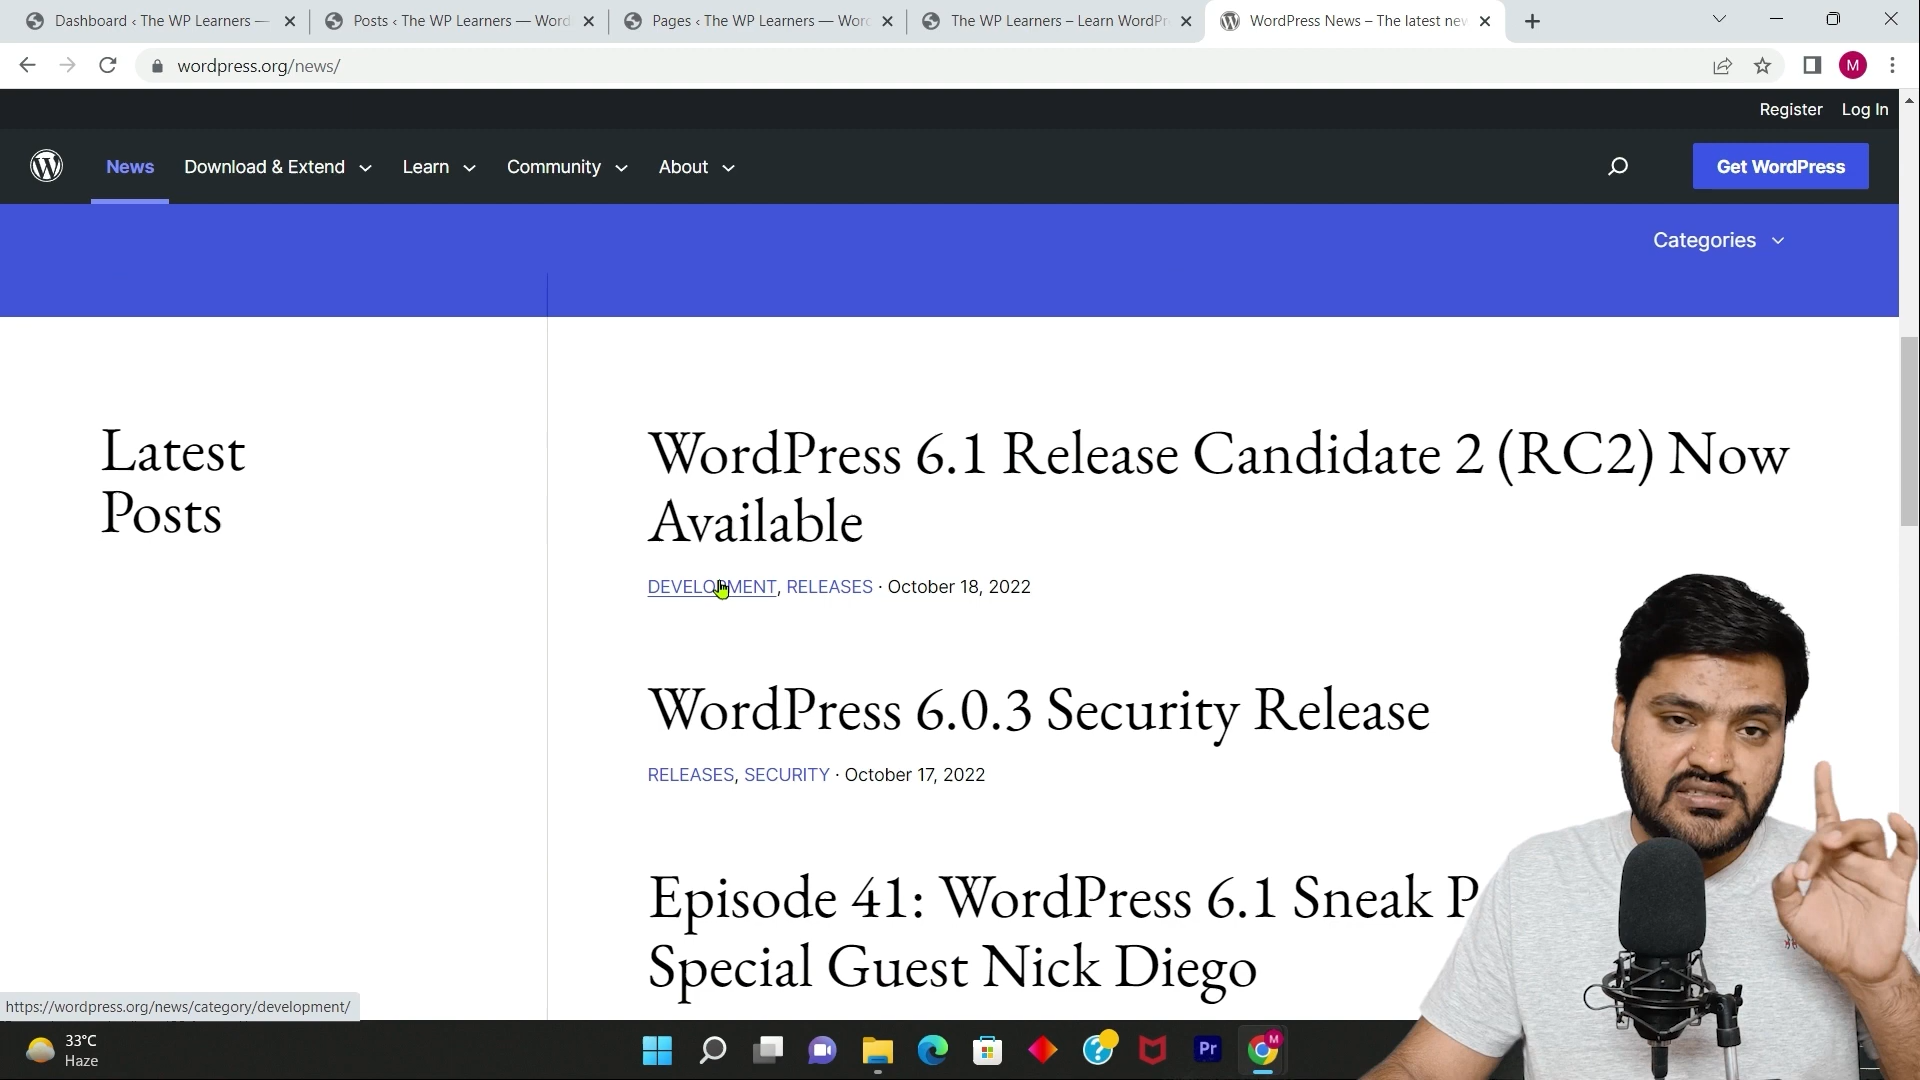 Dashboard ‹ The WP Learners —
Posts ‹ The WP Learners — Word
Pages ‹ The WP Learners — Word
The WP Learners – Learn WordPr
WordPress News – The latest new
wordpress.org/news/
M
Register Log In
News Download & Extend Learn Community About
Get WordPress
Categories
Latest
Posts
WordPress 6.1 Release Candidate 2 (RC2) Now
Available
DEVELOPMENT, RELEASES · October 18, 2022
WordPress 6.0.3 Security Release
RELEASES, SECURITY · October 17, 2022
Episode 41: WordPress 6.1 Sneak P
Special Guest Nick Diego
https://wordpress.org/news/category/development/
33°C
Haze
Pr
M